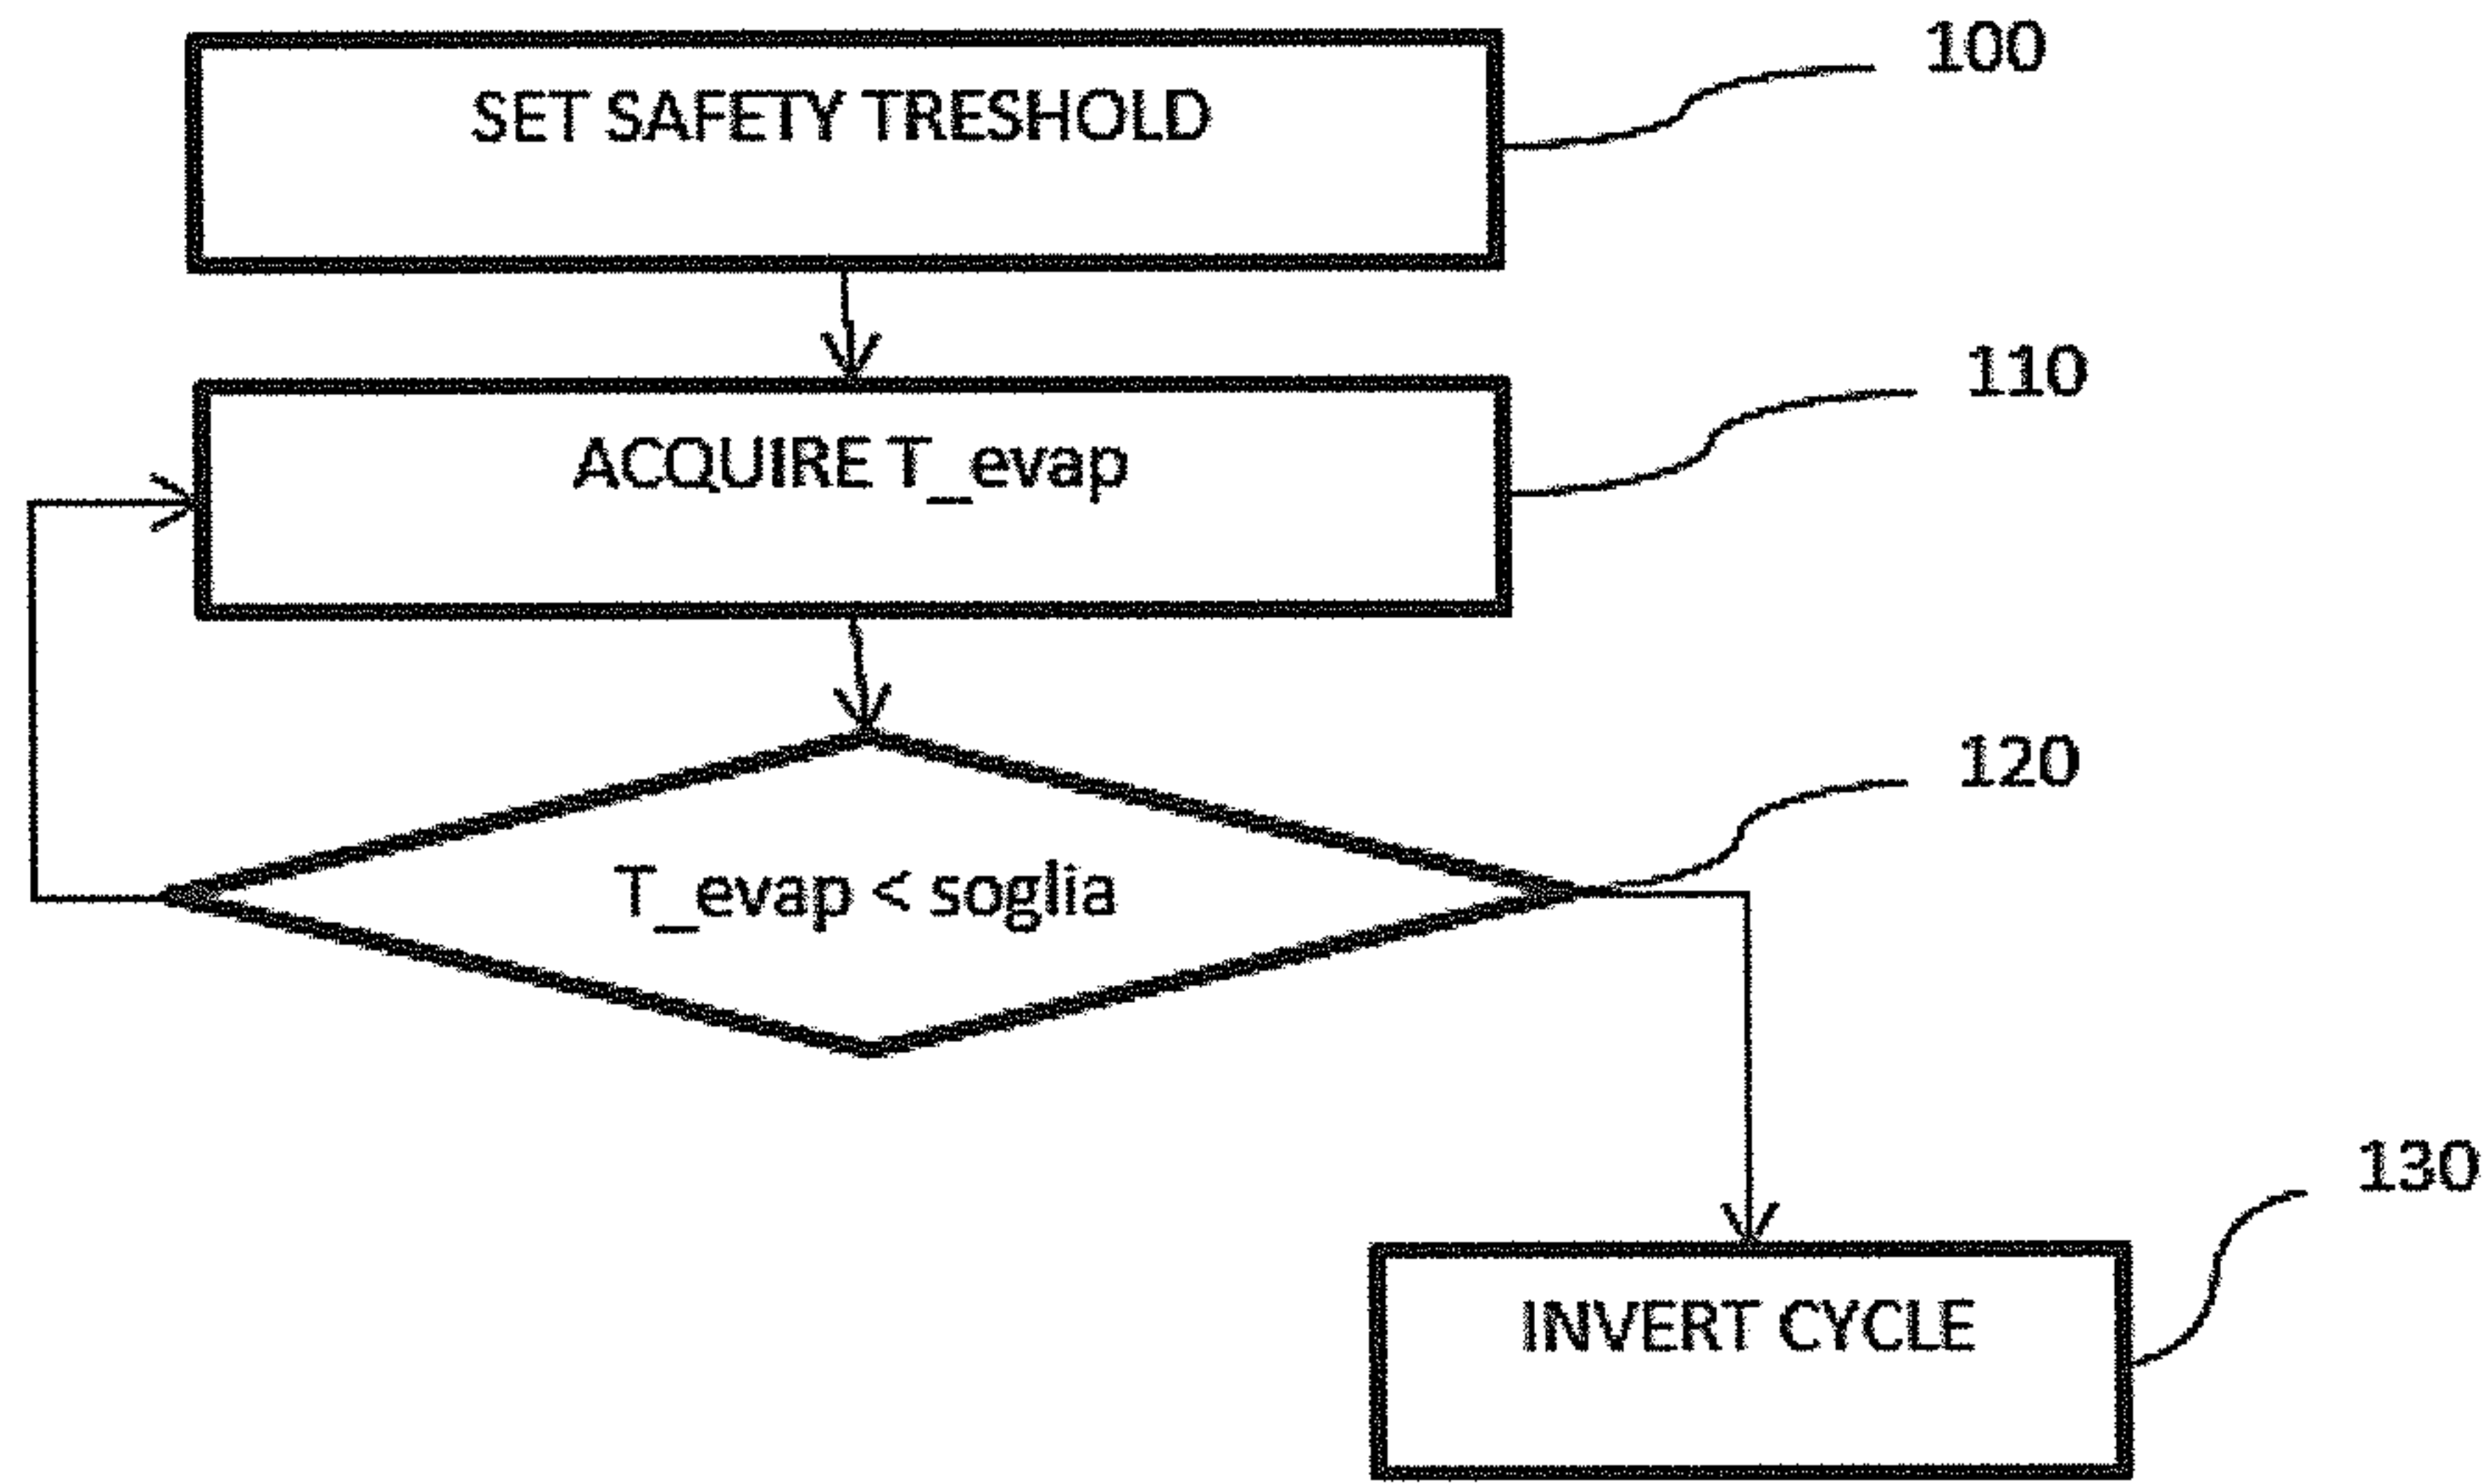 SET SAFETY TRESHOLD
100
ACQUIRE T_evap
110
T_evap < soglia
120
INVERT CYCLE
130